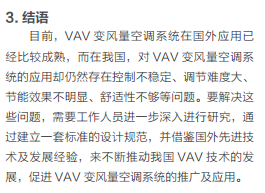 3. 结语
目前，VAV 变风量空调系统在国外应用已
经比较成熟，而在我国，对 VAV 变风量空调系
统的应用却仍然存在控制不稳定、调节难度大、
节能效果不明显、舒适性不够等问题。要解决这
些问题，需要工作人员进一步深入进行研究，通
过建立一套标准的设计规范，并借鉴国外先进技
术及发展经验，来不断推动我国 VAV 技术的发
展，促进 VAV 变风量空调系统的推广及应用。